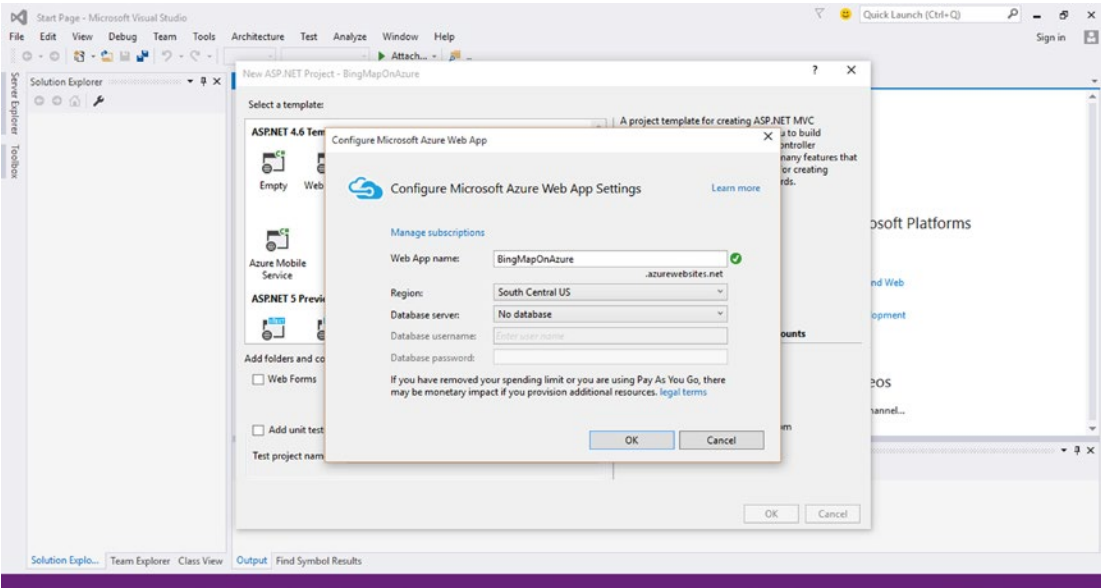 Start Page - Microsoft Visual Studio
Quick Launch (Ctrl+Q)
File Edit View Debug Team Tools Architecture Test Analyze Window Help
Sign in
Attach...
Server Explorer
Toolbox
Solution Explorer
New ASP.NET Project - BingMapOnAzure
Select a template:
ASP.NET 4.6 Tem
A project template for creating ASP.NET MVC
u to build
ontroller
nany features that
or creating
rds.
Empty Web
Azure Mobile
Service
ASP.NET 5 Previ
Add folders and co
Web Forms
Add unit test
Test project nam
ounts
m
OK Cancel
Configure Microsoft Azure Web App
Configure Microsoft Azure Web App Settings
Learn more
Manage subscriptions
Web App name: BingMapOnAzure
.azurewebsites.net
Region: South Central US
Database server: No database
Database username: Enter user name
Database password:
If you have removed your spending limit or you are using Pay As You Go, there
may be monetary impact if you provision additional resources. legal terms
OK Cancel
osoft Platforms
nd Web
opment
eos
hannel...
Solution Explo... Team Explorer Class View
Output Find Symbol Results